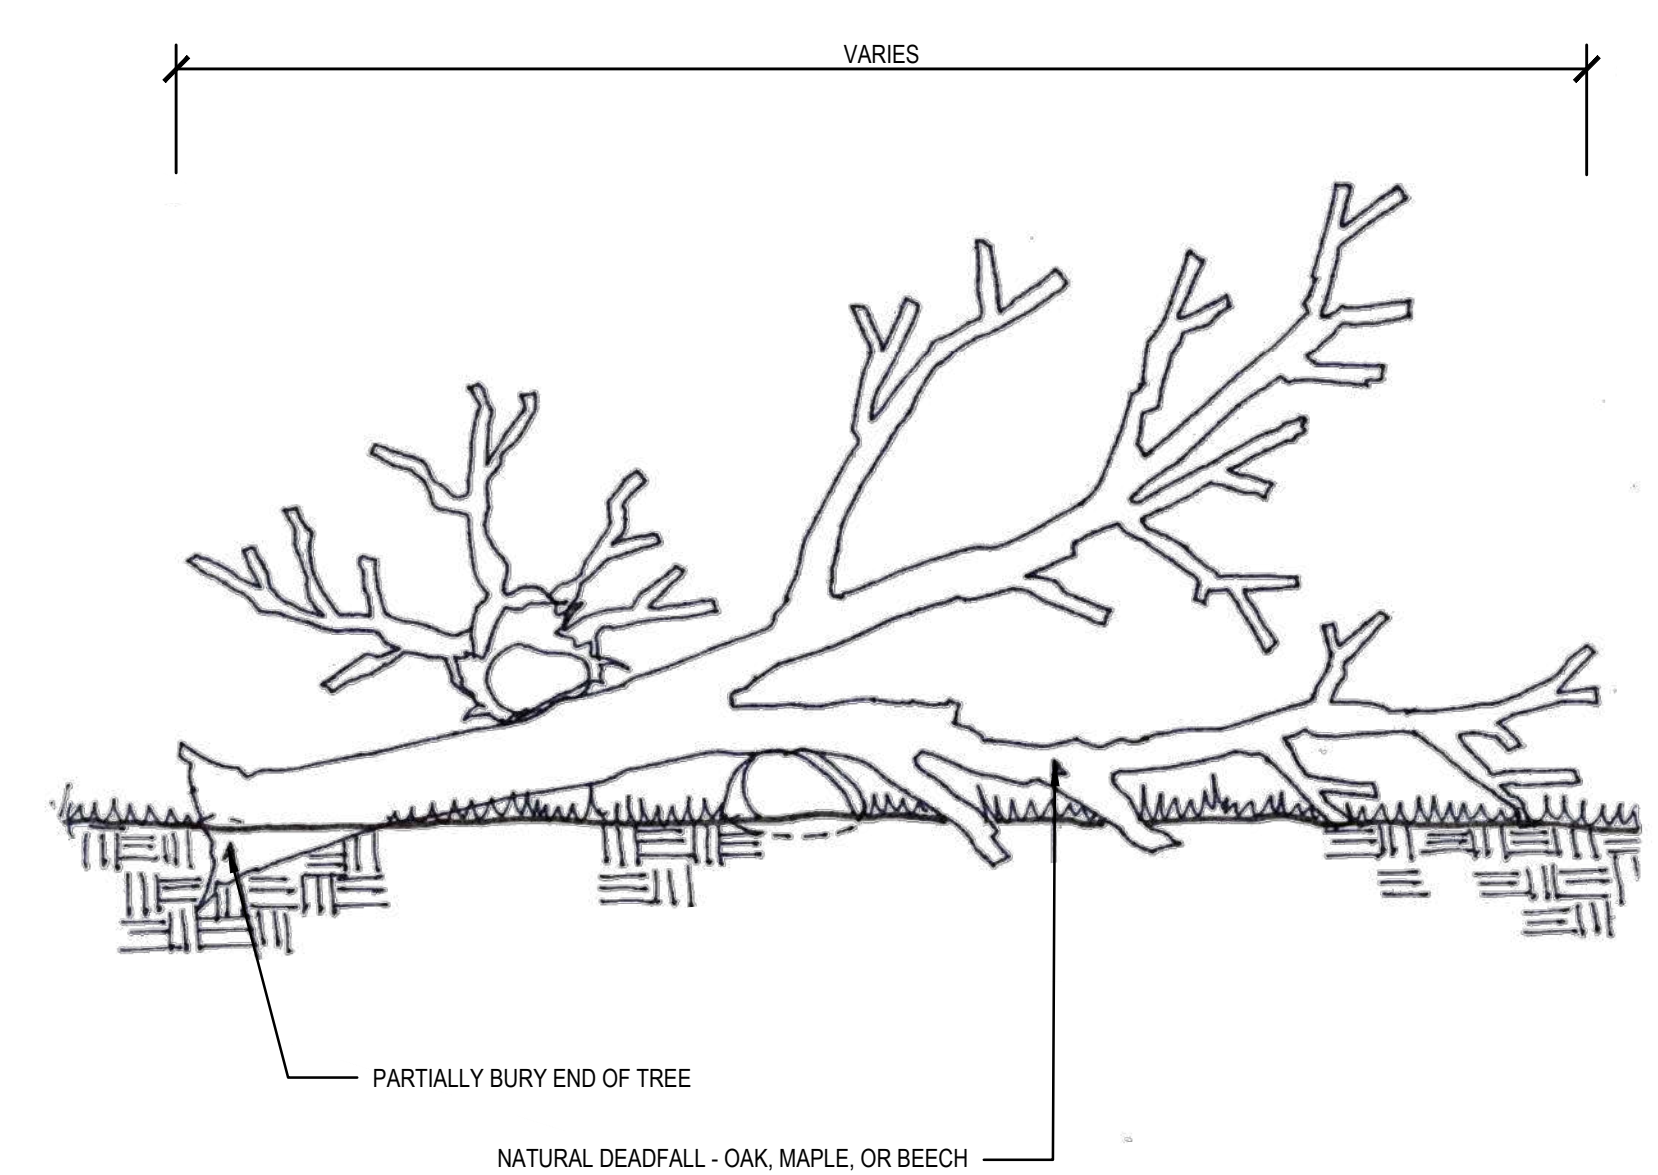 VARIES
PARTIALLY BURY END OF TREE
NATURAL DEADFALL - OAK, MAPLE, OR BEECH